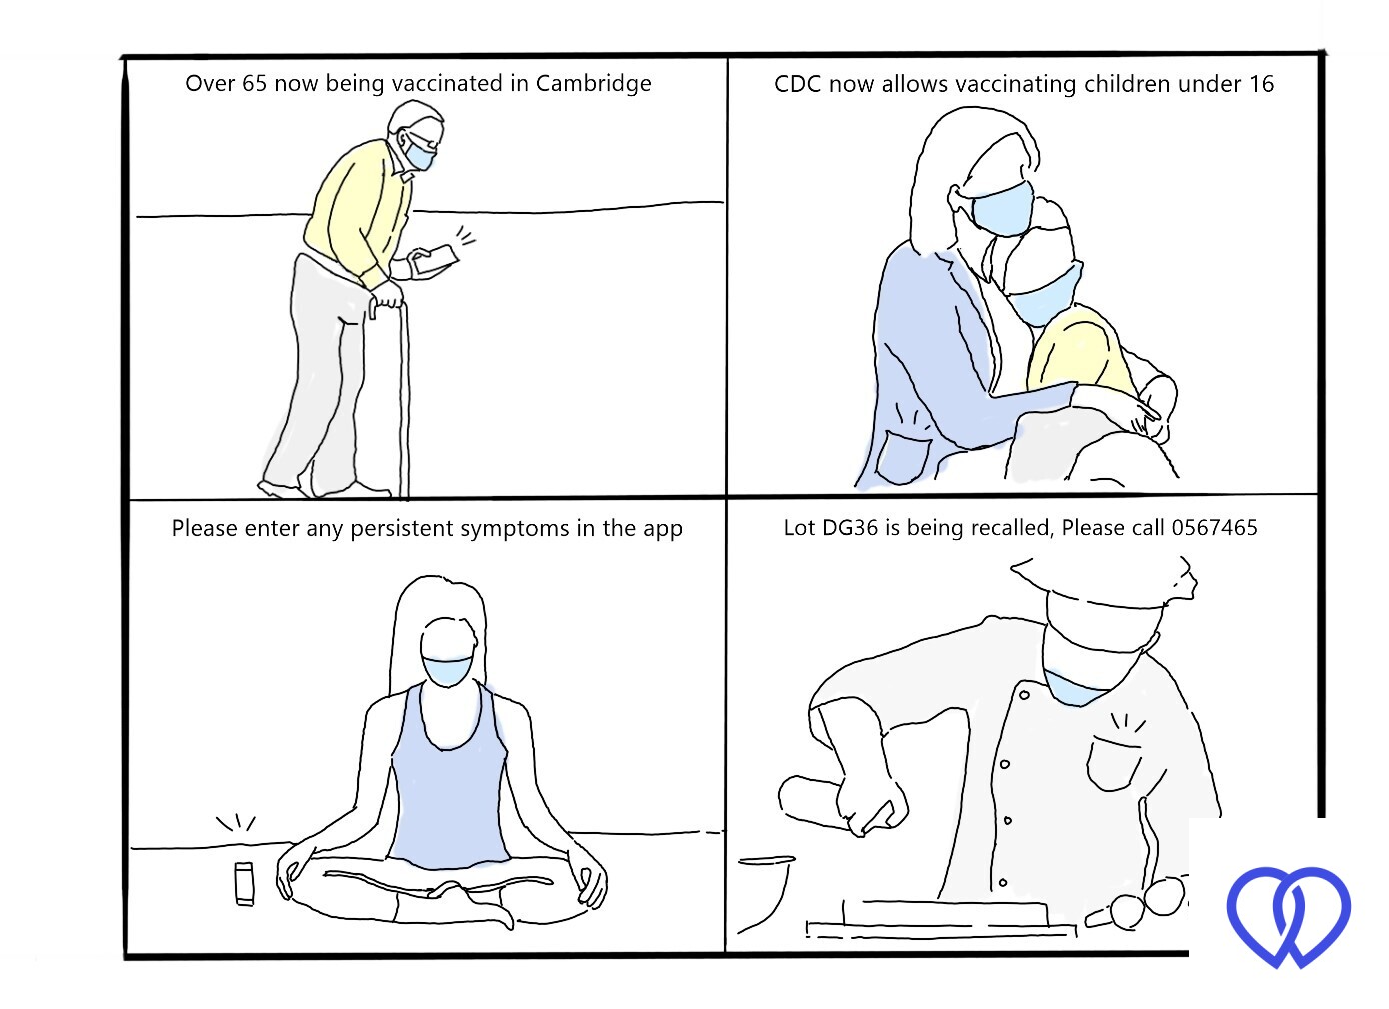 Over 65 now being vaccinated in Cambridge
CDC now allows vaccinating children under 16
Please enter any persistent symptoms in the app
Lot DG36 is being recalled, Please call 0567465